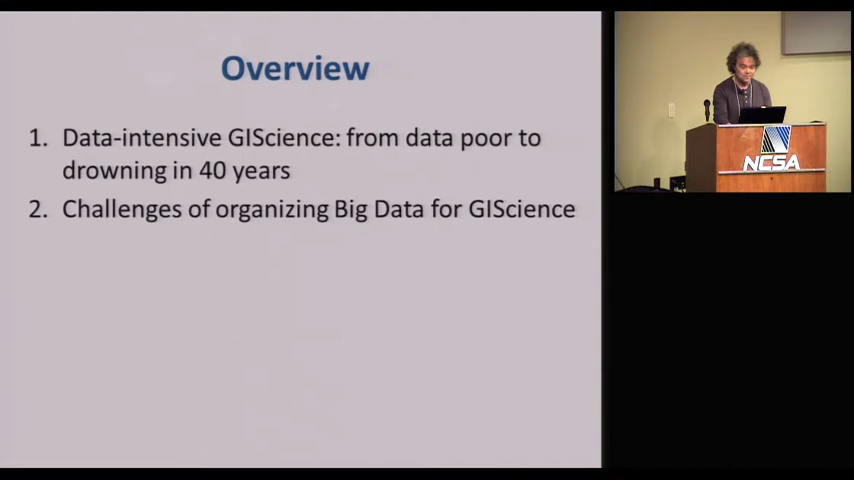 Overview
1. Data-intensive GIScience: from data poor to
drowning in 40 years
2. Challenges of organizing Big Data for GIScience
NCSA